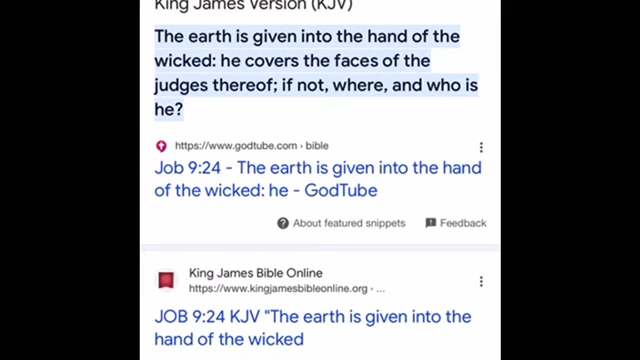 King James Version (KJV)
The earth is given into the hand of the
wicked: he covers the faces of the
judges thereof; if not, where, and who is
he?
https://www.godtube.com › bible
Job 9:24 - The earth is given into the hand
of the wicked: he - GodTube
About featured snippets Feedback
King James Bible Online
https://www.kingjamesbibleonline.org › ...
JOB 9:24 KJV "The earth is given into the
hand of the wicked